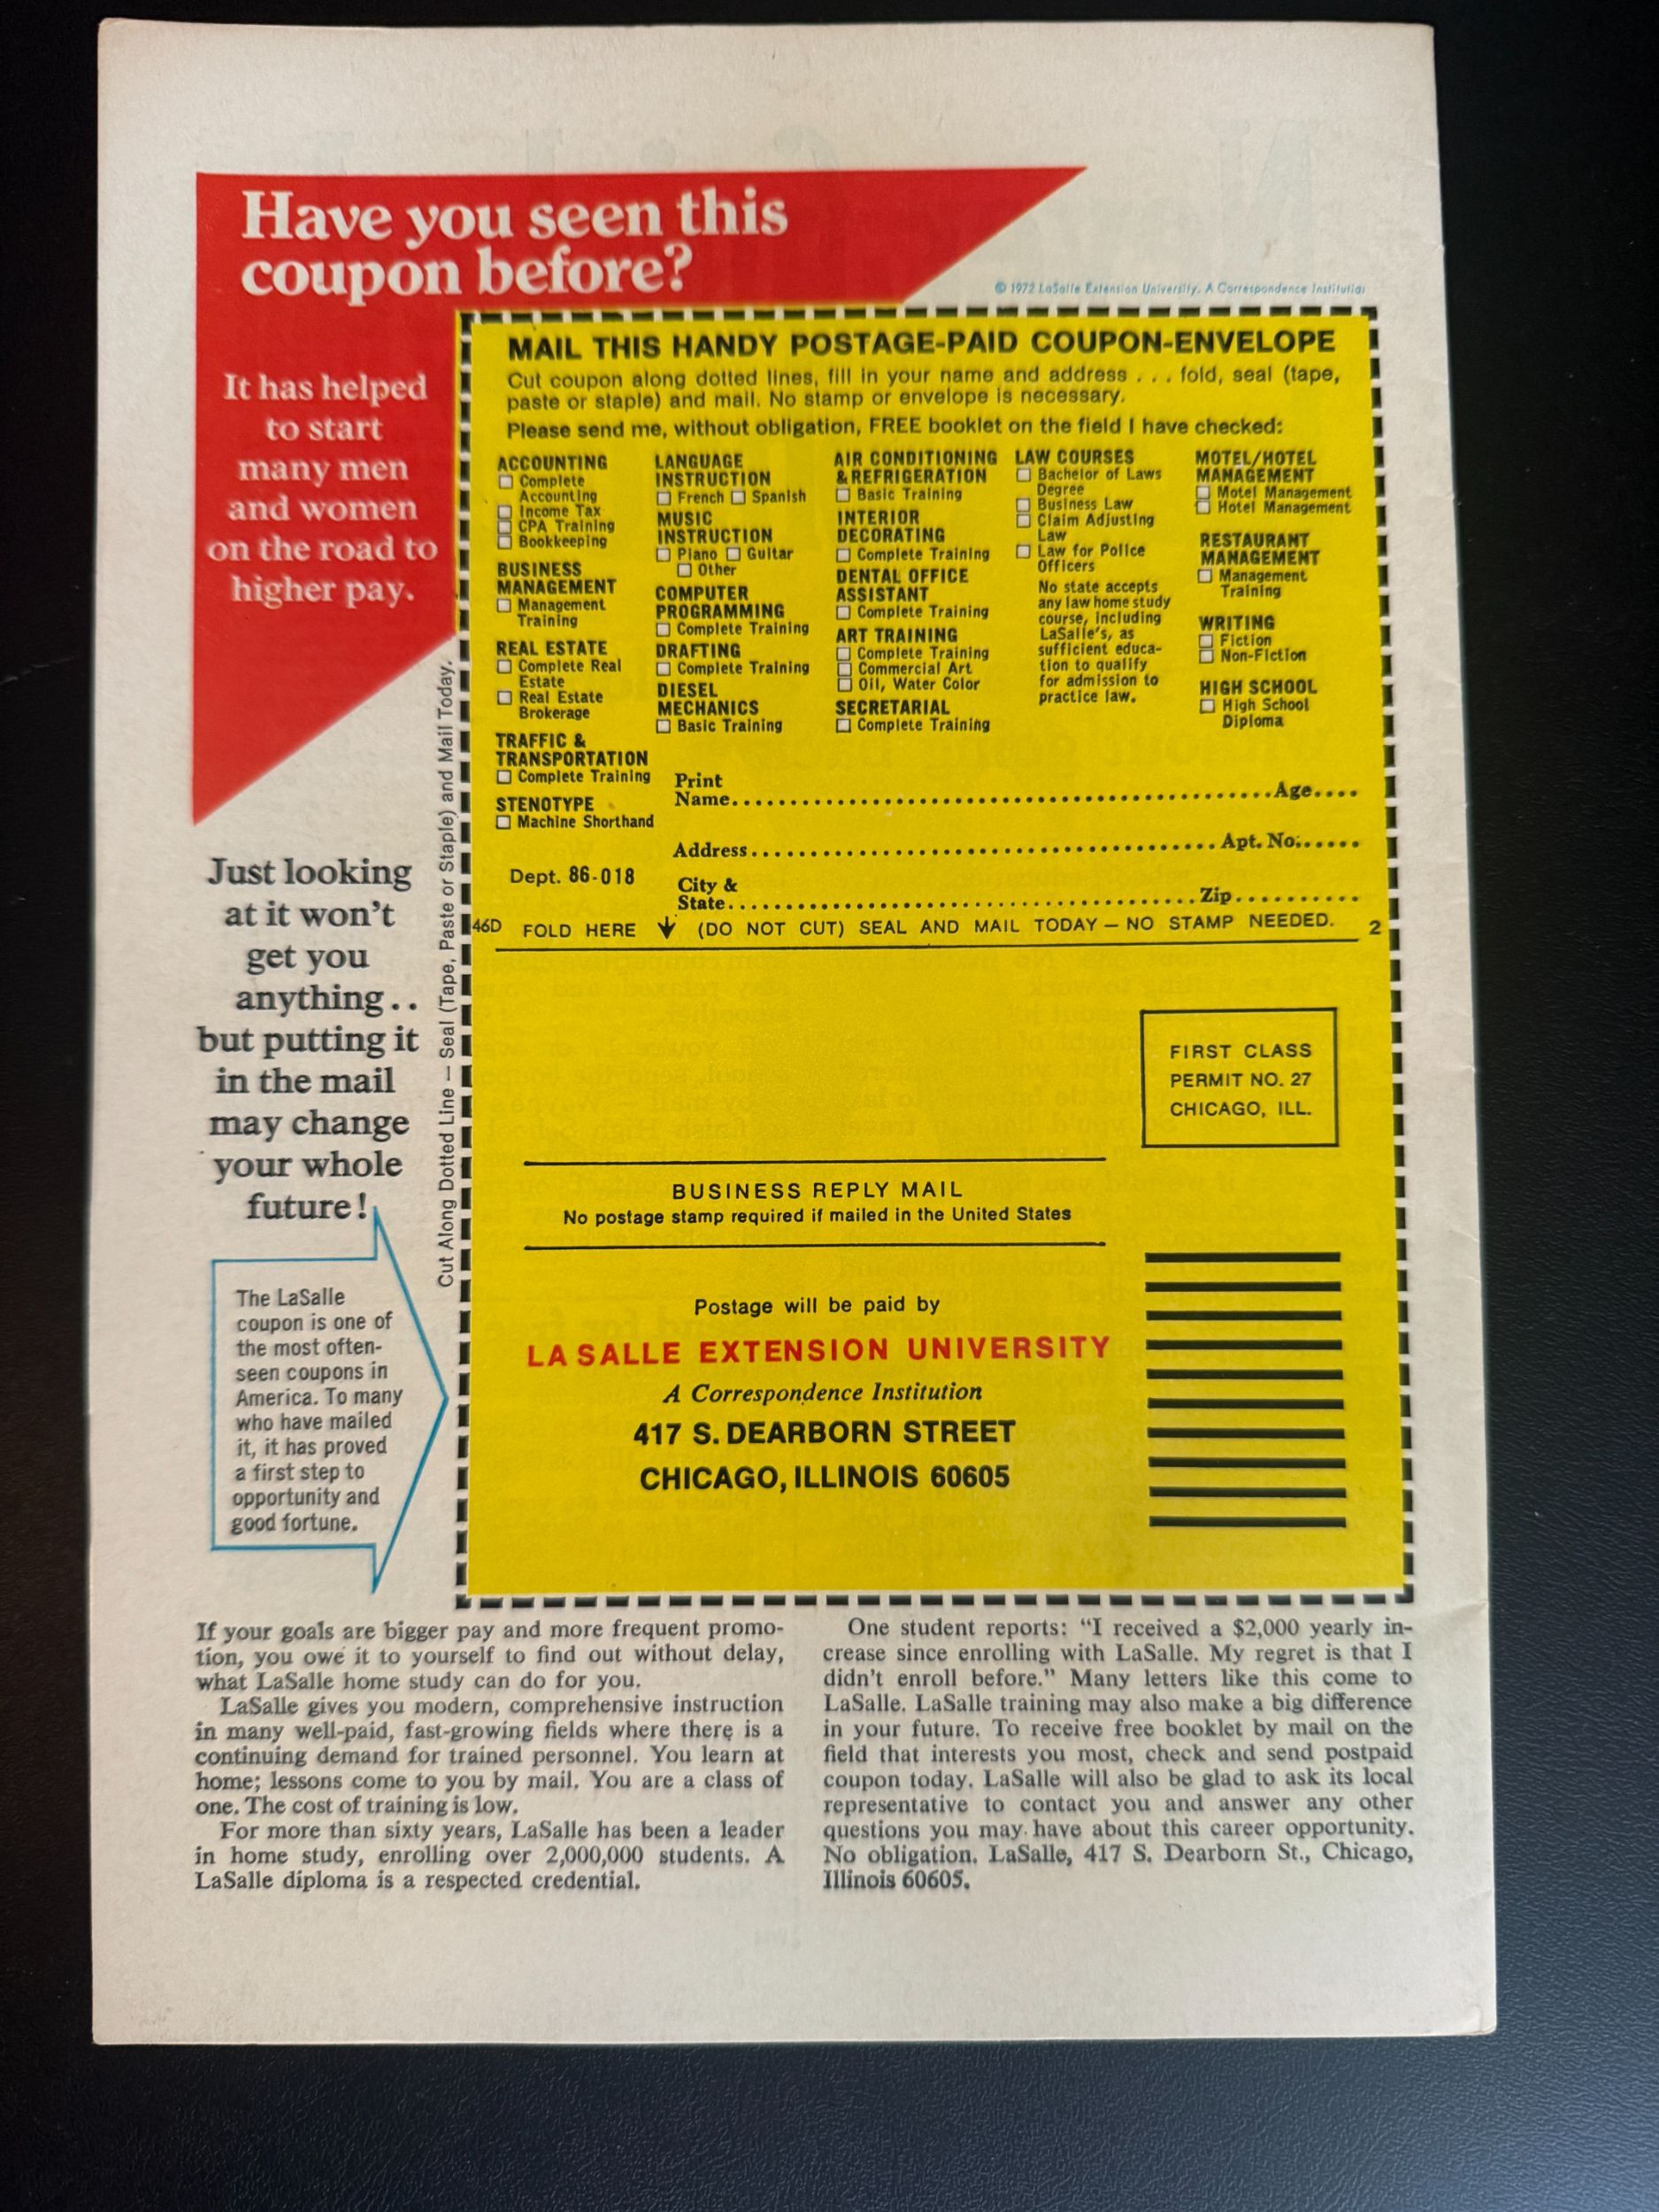 Have you seen this
coupon before?
© 1972 LaSalle Extension University, A Correspondence Institution
It has helped
to start
many men
and women
on the road to
higher pay.
Just looking
at it won't
get you
anything..
but putting it
in the mail
may change
your whole
future!
The LaSalle
coupon is one of
the most often-
seen coupons in
America. To many
who have mailed
it, it has proved
a first step to
opportunity and
good fortune.
Cut Along Dotted Line — Seal (Tape, Paste or Staple) and Mail Today.
MAIL THIS HANDY POSTAGE-PAID COUPON-ENVELOPE
Cut coupon along dotted lines, fill in your name and address . . . fold, seal (tape,
paste or staple) and mail. No stamp or envelope is necessary.
Please send me, without obligation, FREE booklet on the field I have checked:
ACCOUNTING
☐ Complete
Accounting
☐ Income Tax
☐ CPA Training
☐ Bookkeeping
BUSINESS
MANAGEMENT
☐ Management
Training
REAL ESTATE
☐ Complete Real
Estate
☐ Real Estate
Brokerage
TRAFFIC &
TRANSPORTATION
☐ Complete Training
STENOTYPE
☐ Machine Shorthand
LANGUAGE
INSTRUCTION
☐ French ☐ Spanish
MUSIC
INSTRUCTION
☐ Piano ☐ Guitar
☐ Other
COMPUTER
PROGRAMMING
☐ Complete Training
DRAFTING
☐ Complete Training
DIESEL
MECHANICS
☐ Basic Training
AIR CONDITIONING
& REFRIGERATION
☐ Basic Training
INTERIOR
DECORATING
☐ Complete Training
DENTAL OFFICE
ASSISTANT
☐ Complete Training
ART TRAINING
☐ Complete Training
☐ Commercial Art
☐ Oil, Water Color
SECRETARIAL
☐ Complete Training
LAW COURSES
☐ Bachelor of Laws
Degree
☐ Business Law
☐ Claim Adjusting
Law
☐ Law for Police
Officers
No state accepts
any law home study
course, including
LaSalle's, as
sufficient educa-
tion to qualify
for admission to
practice law.
MOTEL/HOTEL
MANAGEMENT
☐ Motel Management
☐ Hotel Management
RESTAURANT
MANAGEMENT
☐ Management
Training
WRITING
☐ Fiction
☐ Non-Fiction
HIGH SCHOOL
☐ High School
Diploma
Print
Name.............................................Age....
Address........................................Apt. No.......
Dept. 86-018
City &
State........................................Zip...........
46D FOLD HERE ↓ (DO NOT CUT) SEAL AND MAIL TODAY — NO STAMP NEEDED. 2
FIRST CLASS
PERMIT NO. 27
CHICAGO, ILL.
BUSINESS REPLY MAIL
No postage stamp required if mailed in the United States
Postage will be paid by
LA SALLE EXTENSION UNIVERSITY
A Correspondence Institution
417 S. DEARBORN STREET
CHICAGO, ILLINOIS 60605
If your goals are bigger pay and more frequent promo-
tion, you owe it to yourself to find out without delay,
what LaSalle home study can do for you.
LaSalle gives you modern, comprehensive instruction
in many well-paid, fast-growing fields where there is a
continuing demand for trained personnel. You learn at
home; lessons come to you by mail. You are a class of
one. The cost of training is low.
For more than sixty years, LaSalle has been a leader
in home study, enrolling over 2,000,000 students. A
LaSalle diploma is a respected credential.
One student reports: "I received a $2,000 yearly in-
crease since enrolling with LaSalle. My regret is that I
didn't enroll before." Many letters like this come to
LaSalle. LaSalle training may also make a big difference
in your future. To receive free booklet by mail on the
field that interests you most, check and send postpaid
coupon today. LaSalle will also be glad to ask its local
representative to contact you and answer any other
questions you may have about this career opportunity.
No obligation. LaSalle, 417 S. Dearborn St., Chicago,
Illinois 60605.